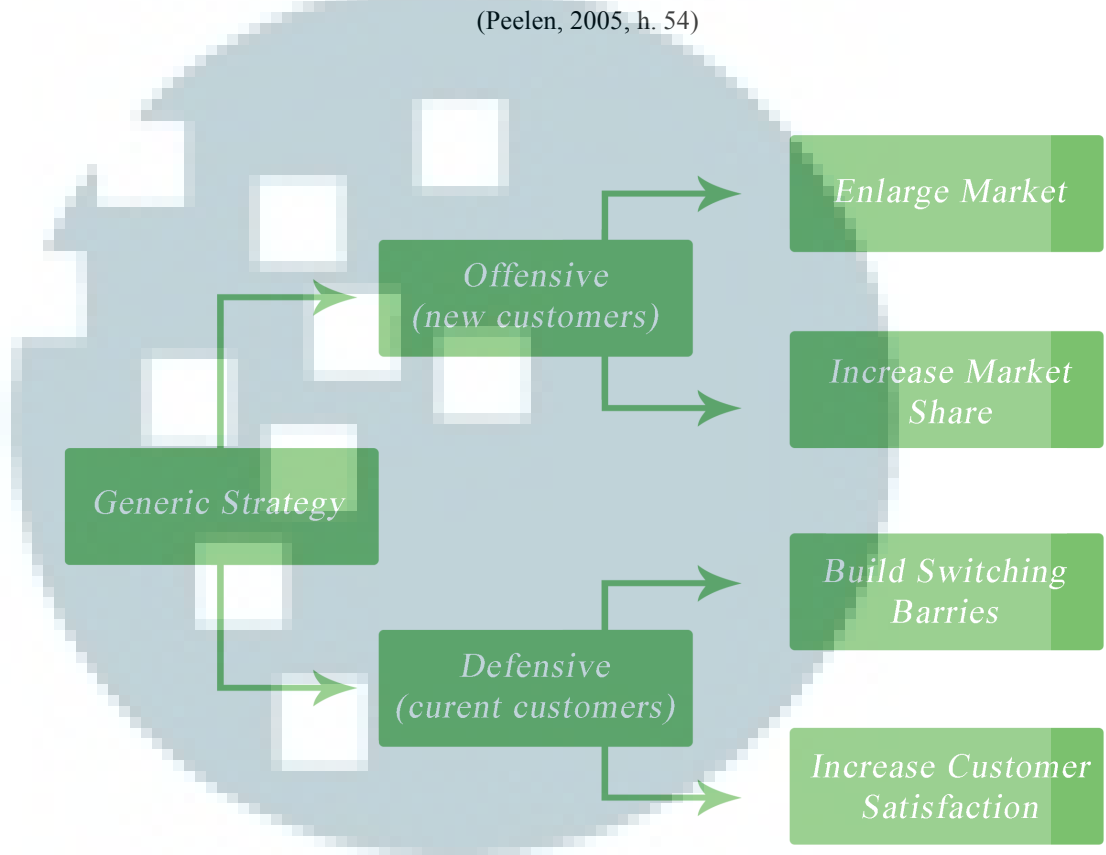 (Peelen, 2005, h. 54)
Enlarge Market
Offensive
(new customers)
Increase Market
Share
Generic Strategy
Build Switching
Barries
Defensive
(curent customers)
Increase Customer
Satisfaction